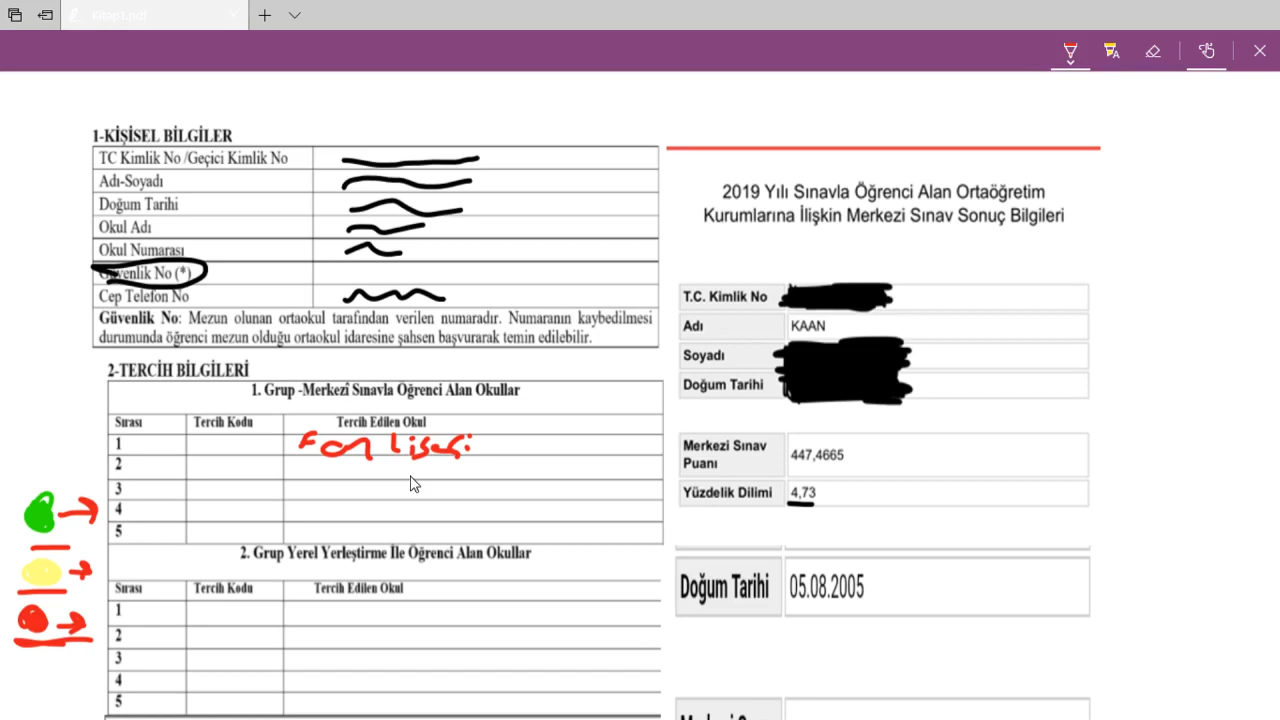 Kitap1.pdf
1-KİŞİSEL BİLGİLER
TC Kimlik No /Geçici Kimlik No
Adı-Soyadı
Doğum Tarihi
Okul Adı
Okul Numarası
Güvenlik No (*)
Cep Telefon No
Güvenlik No: Mezun olunan ortaokul tarafından verilen numaradır. Numaranın kaybedilmesi
durumunda öğrenci mezun olduğu ortaokul idaresine şahsen başvurarak temin edilebilir.
2-TERCİH BİLGİLERİ
1. Grup -Merkezî Sınavla Öğrenci Alan Okullar
Sırası Tercih Kodu Tercih Edilen Okul
1 Fen lisesi
2
3
4
5
2. Grup Yerel Yerleştirme İle Öğrenci Alan Okullar
Sırası Tercih Kodu Tercih Edilen Okul
1
2
3
4
5
2019 Yılı Sınavla Öğrenci Alan Ortaöğretim
Kurumlarına İlişkin Merkezi Sınav Sonuç Bilgileri
T.C. Kimlik No
Adı KAAN
Soyadı
Doğum Tarihi
Merkezi Sınav
Puanı 447,4665
Yüzdelik Dilimi 4,73
Doğum Tarihi 05.08.2005